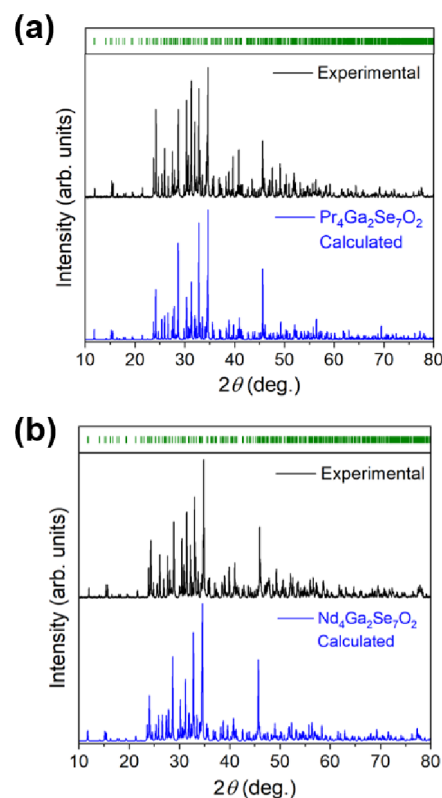 (a)
Experimental
Pr₄Ga₂Se₇O₂
Calculated
Intensity (arb. units)
10 20 30 40 50 60 70 80
2θ (deg.)
(b)
Experimental
Nd₄Ga₂Se₇O₂
Calculated
Intensity (arb. units)
10 20 30 40 50 60 70 80
2θ (deg.)